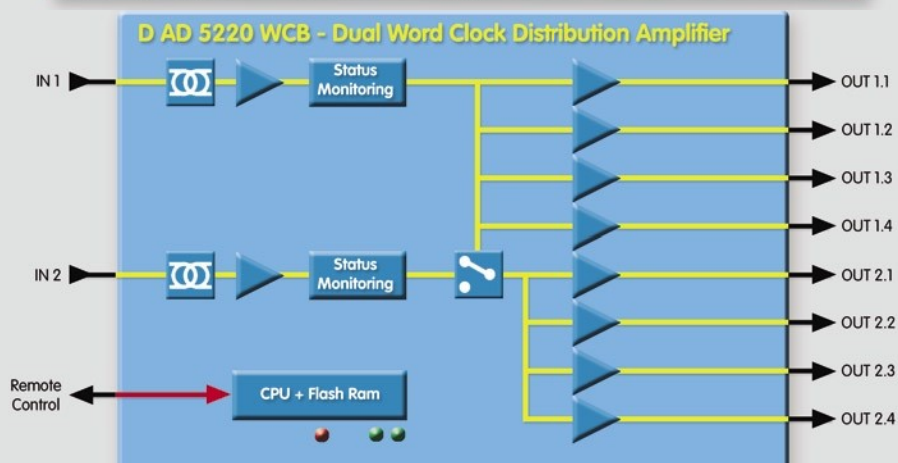 D AD 5220 WCB - Dual Word Clock Distribution Amplifier
IN 1
Status
Monitoring
OUT 1.1
OUT 1.2
OUT 1.3
OUT 1.4
IN 2
Status
Monitoring
OUT 2.1
OUT 2.2
OUT 2.3
OUT 2.4
Remote
Control
CPU + Flash Ram